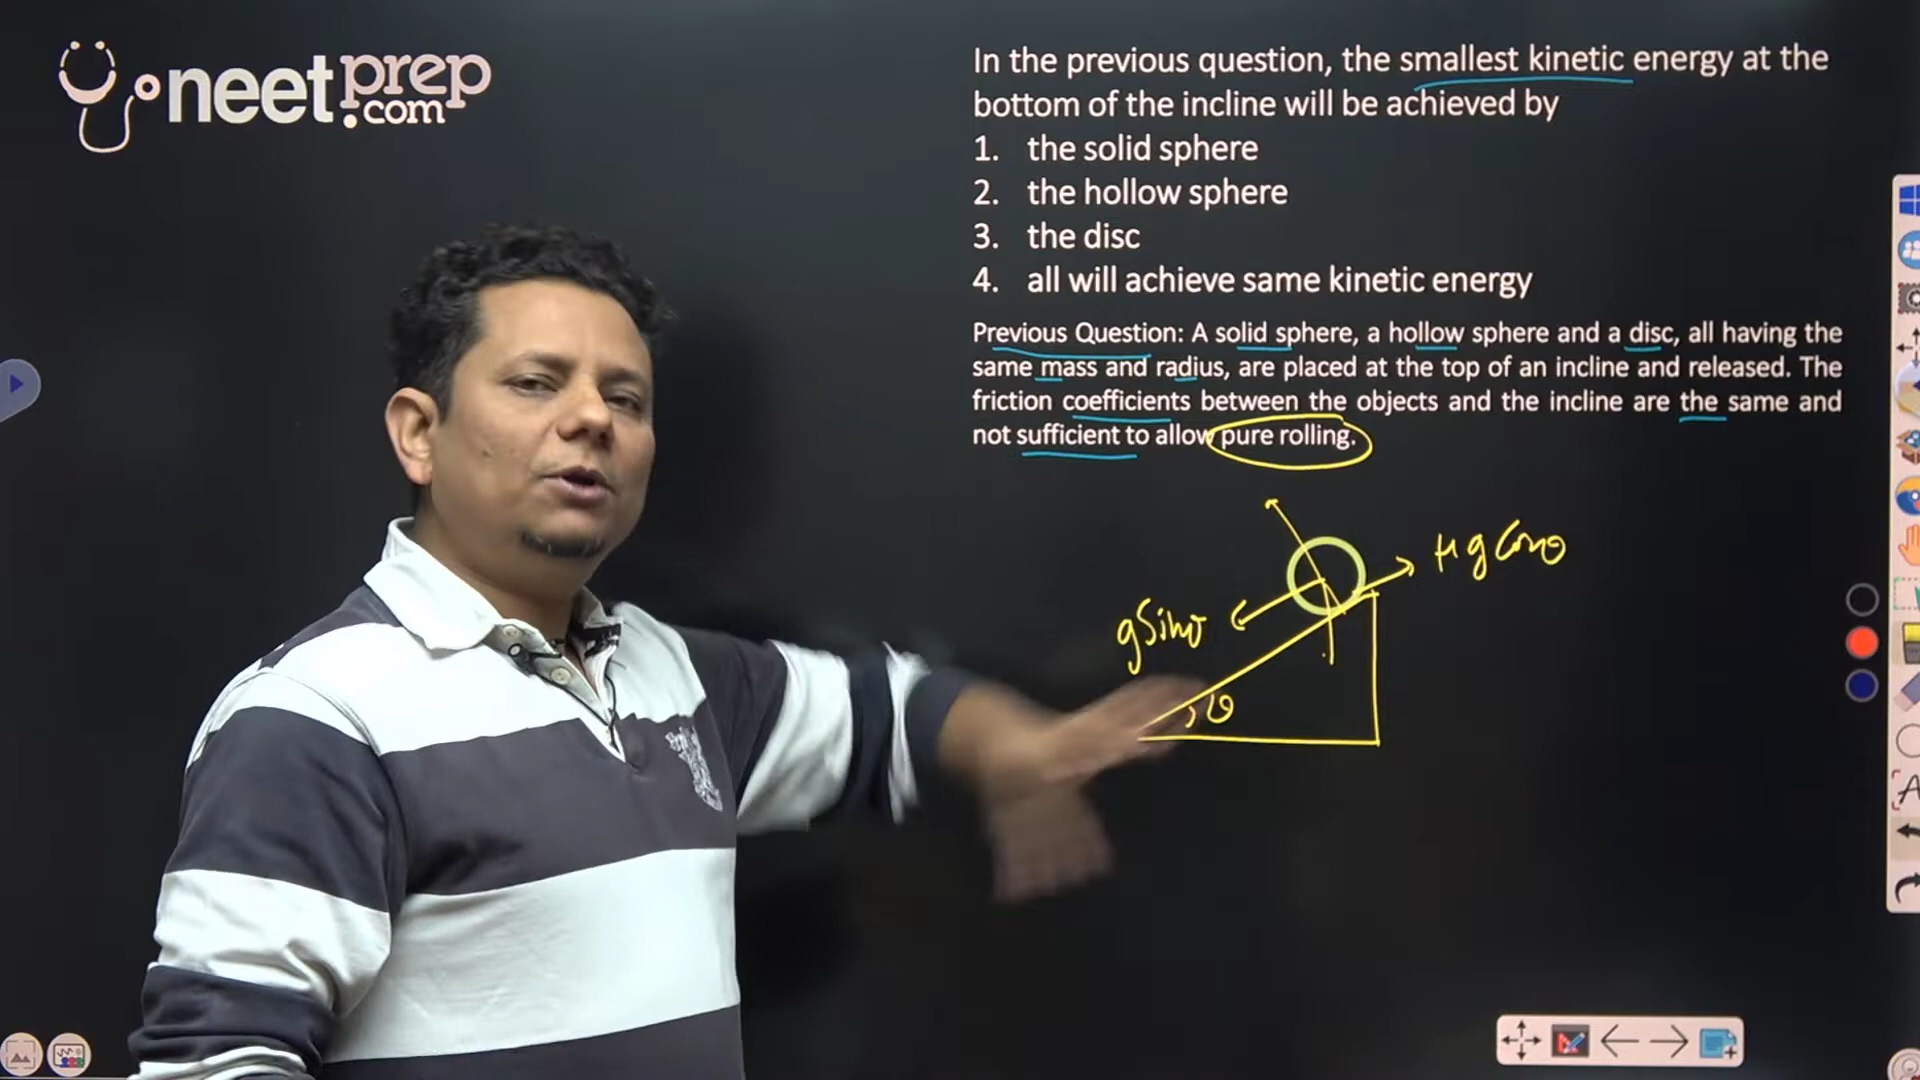 neetprep
.com
In the previous question, the smallest kinetic energy at the
bottom of the incline will be achieved by
1. the solid sphere
2. the hollow sphere
3. the disc
4. all will achieve same kinetic energy
Previous Question: A solid sphere, a hollow sphere and a disc, all having the
same mass and radius, are placed at the top of an incline and released. The
friction coefficients between the objects and the incline are the same and
not sufficient to allow pure rolling.
μg Cosθ
gSinθ
θ
A